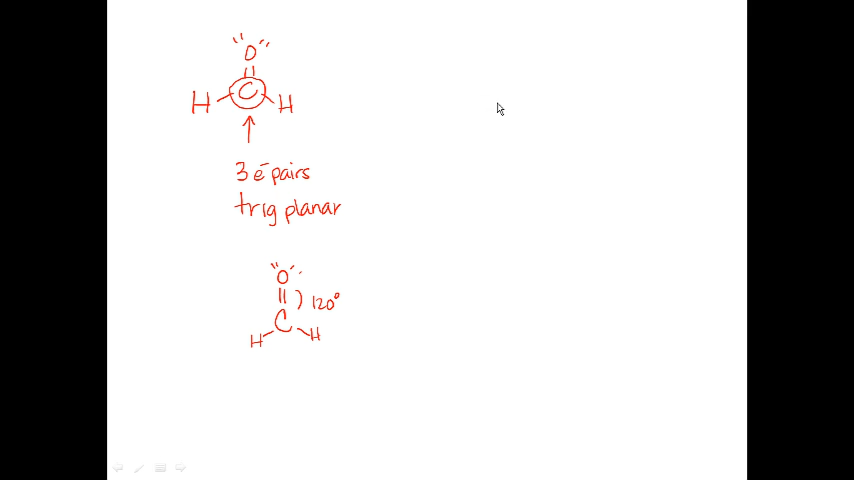 O
H C H
3 e⁻ pairs
trig planar
O
120°
C
H H